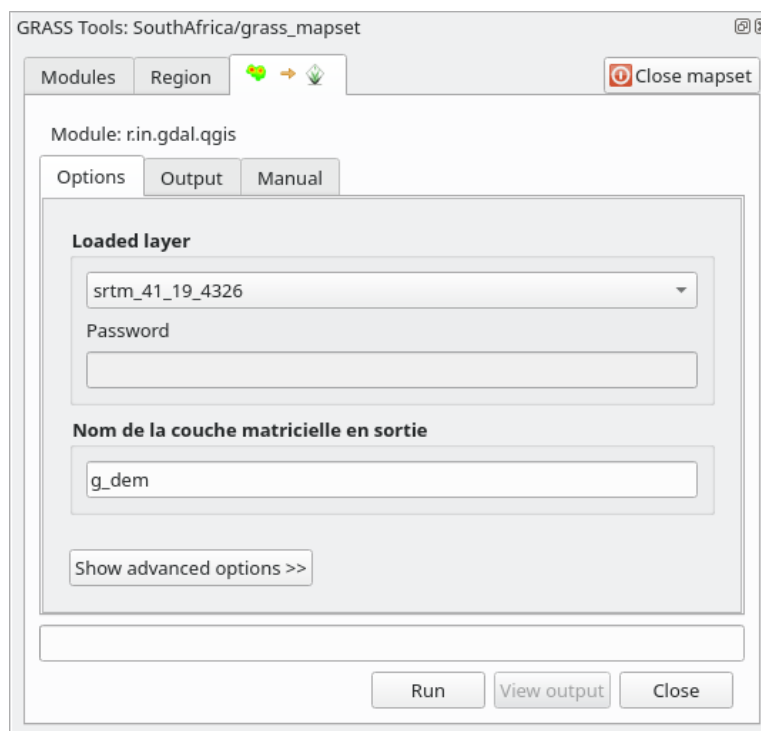 GRASS Tools: SouthAfrica/grass_mapset
Modules
Region
Close mapset
Module: r.in.gdal.qgis
Options
Output
Manual
Loaded layer
srtm_41_19_4326
Password
Nom de la couche matricielle en sortie
g_dem
Show advanced options >>
Run
View output
Close